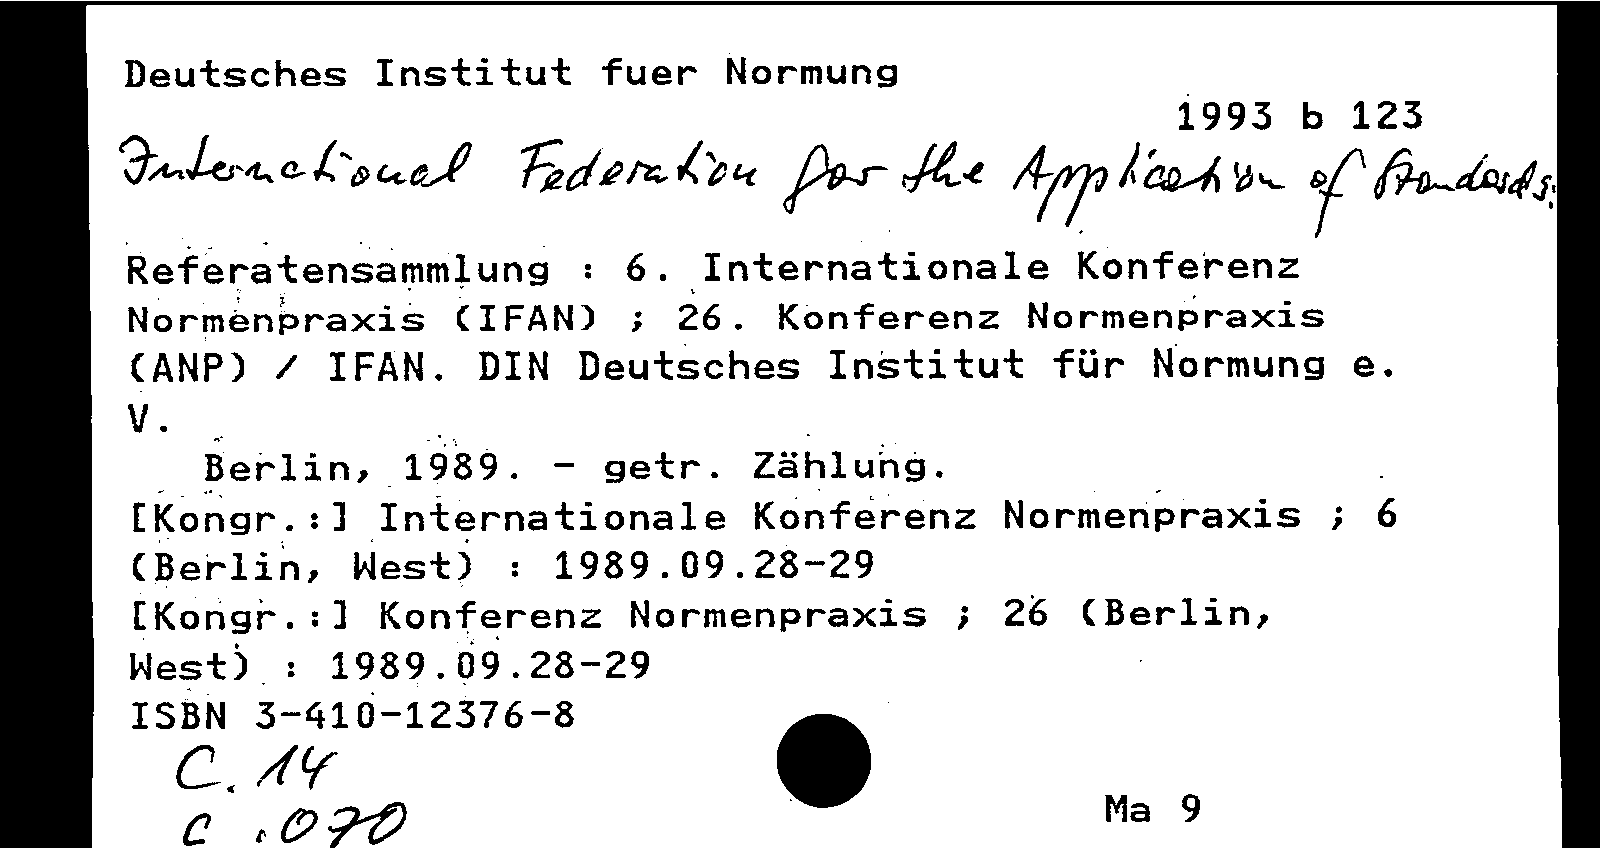 Deutsches Institut fuer Normung
1993 b 123
International Federation for the Application of Standards:
Referatensammlung : 6. Internationale Konferenz
Normenpraxis (IFAN) ; 26. Konferenz Normenpraxis
(ANP) / IFAN. DIN Deutsches Institut für Normung e.
V.
Berlin, 1989. - getr. Zählung.
[Kongr.:] Internationale Konferenz Normenpraxis ; 6
(Berlin, West) : 1989.09.28-29
[Kongr.:] Konferenz Normenpraxis ; 26 (Berlin,
West) : 1989.09.28-29
ISBN 3-410-12376-8
C. 14
c .070
Ma 9